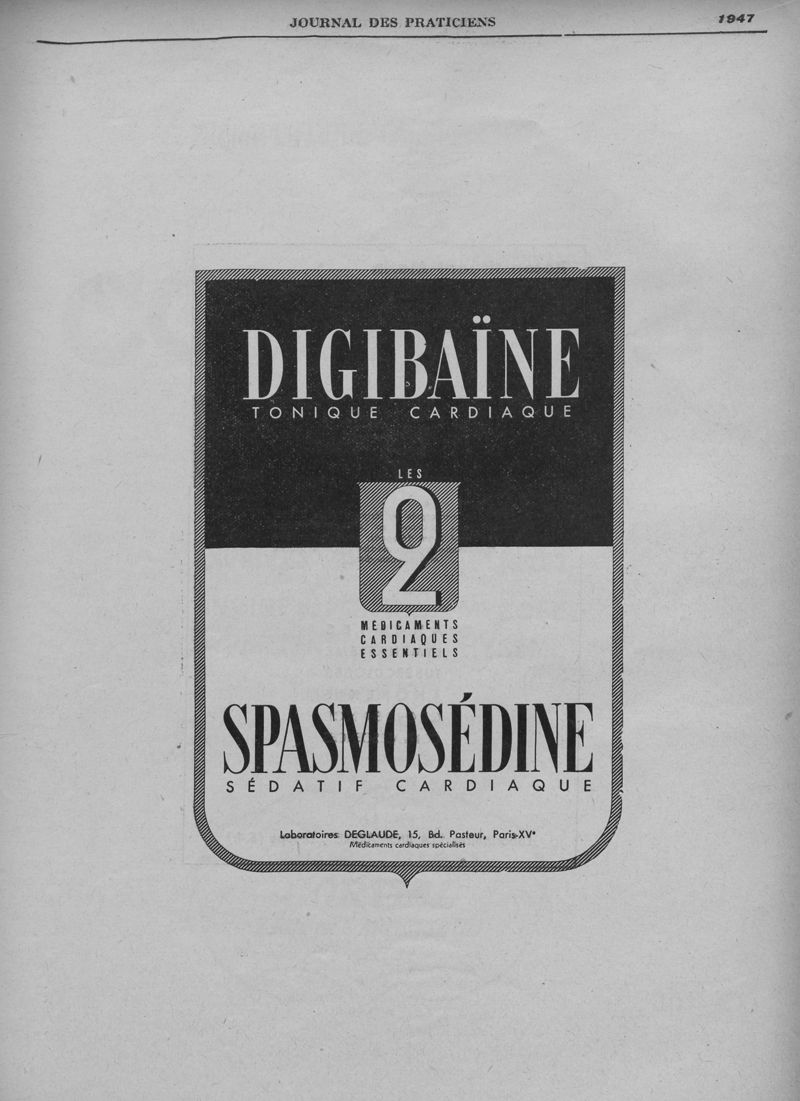 JOURNAL DES PRATICIENS
1947
DIGIBAÏNE
TONIQUE CARDIAQUE
LES
2
MÉDICAMENTS
CARDIAQUES
ESSENTIELS
SPASMOSÉDINE
SÉDATIF CARDIAQUE
Laboratoires DEGLAUDE, 15, Bd. Pasteur, Paris-XVᵉ
Médicaments cardiaques spécialisés